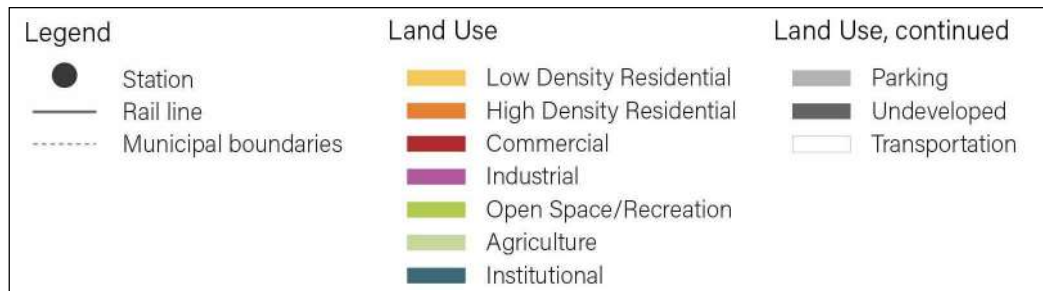 Legend
Station
Rail line
Municipal boundaries
Land Use
Low Density Residential
High Density Residential
Commercial
Industrial
Open Space/Recreation
Agriculture
Institutional
Land Use, continued
Parking
Undeveloped
Transportation